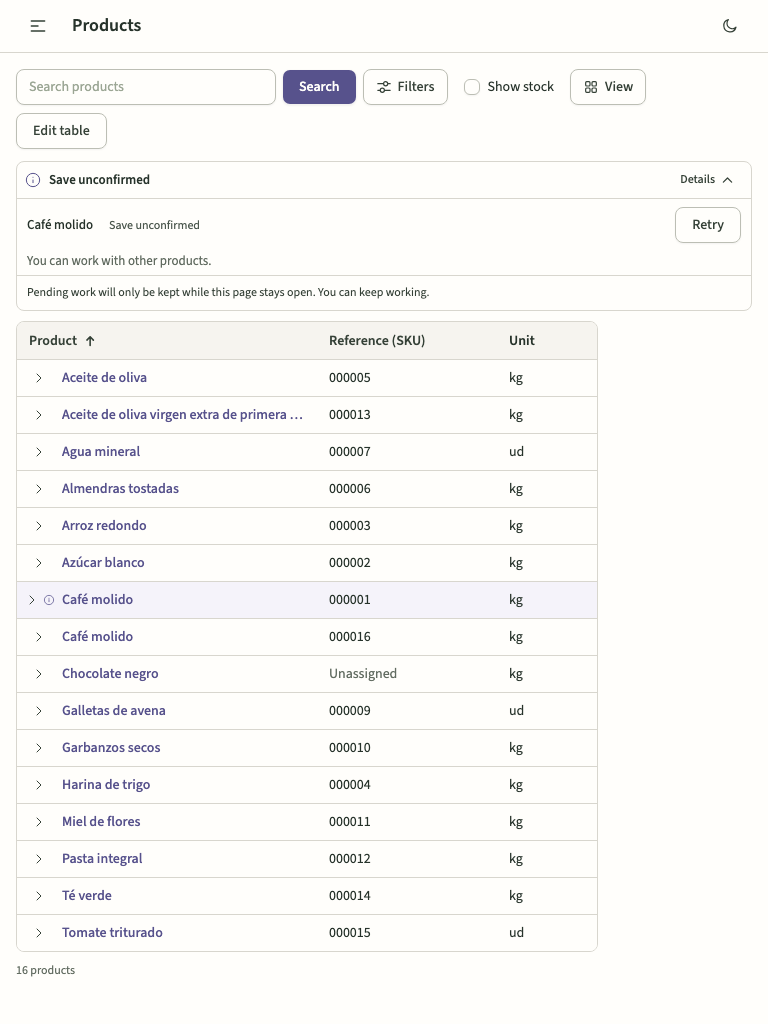 Products
Search products Search Filters Show stock View
Edit table
Save unconfirmed Details
Café molido Save unconfirmed Retry
You can work with other products.
Pending work will only be kept while this page stays open. You can keep working.
Product ↑ Reference (SKU) Unit
Aceite de oliva 000005 kg
Aceite de oliva virgen extra de primera … 000013 kg
Agua mineral 000007 ud
Almendras tostadas 000006 kg
Arroz redondo 000003 kg
Azúcar blanco 000002 kg
Café molido 000001 kg
Café molido 000016 kg
Chocolate negro Unassigned kg
Galletas de avena 000009 ud
Garbanzos secos 000010 kg
Harina de trigo 000004 kg
Miel de flores 000011 kg
Pasta integral 000012 kg
Té verde 000014 kg
Tomate triturado 000015 ud
16 products